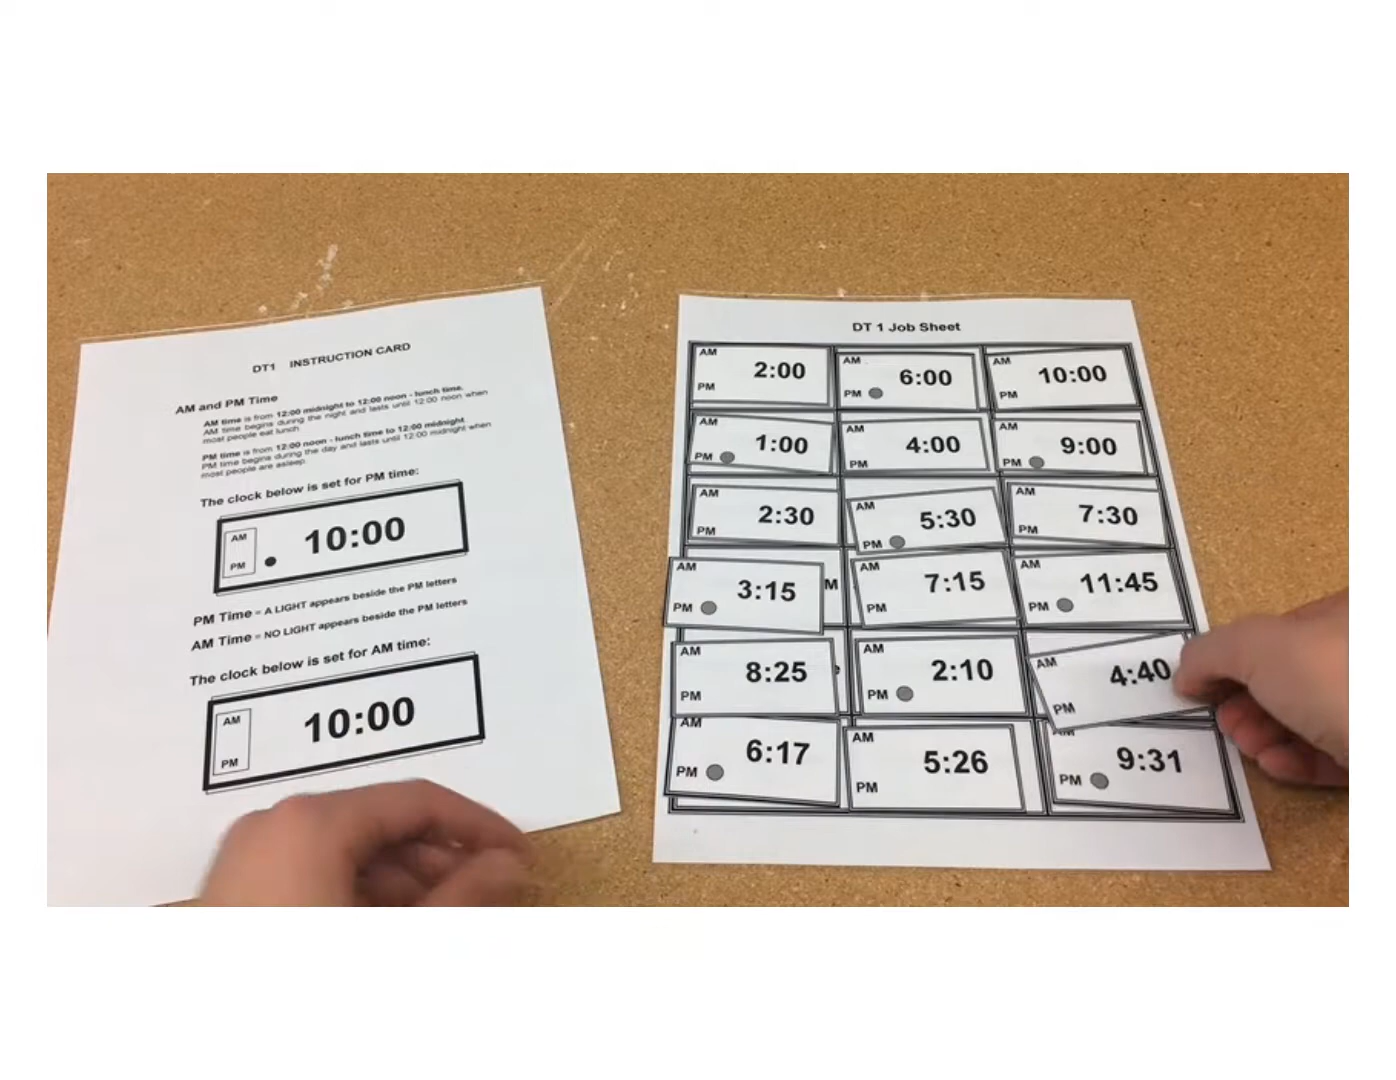 DT1 INSTRUCTION CARD
AM and PM Time
AM time is from 12:00 midnight to 12:00 noon - lunch time.
AM time begins during the night and lasts until 12:00 noon when
most people eat lunch
PM time is from 12:00 noon - lunch time to 12:00 midnight
PM time begins during the day and lasts until 12:00 midnight when
most people are asleep.
The clock below is set for PM time:
AM
10:00
PM
PM Time = A LIGHT appears beside the PM letters
AM Time = NO LIGHT appears beside the PM letters
The clock below is set for AM time:
AM
10:00
PM
DT 1 Job Sheet
AM 2:00 PM
AM 6:00 PM
AM 10:00 PM
AM 1:00 PM
AM 4:00 PM
AM 9:00 PM
AM 2:30 PM
AM 5:30 PM
AM 7:30 PM
AM 3:15 PM
M
AM 7:15 PM
AM 11:45 PM
AM 8:25 PM
AM 2:10 PM
AM 4:40 PM
AM 6:17 PM
AM 5:26 PM
AM 9:31 PM